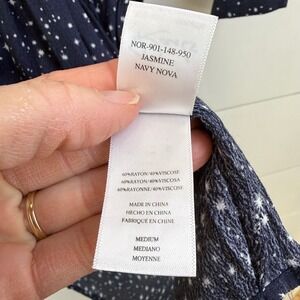 NOR-901-148-950
JASMINE
NAVY NOVA
60%RAYON/40%VISCOSE
60%RAYON/40%VISCOSA
60%RAYONNE/40%VISCOSE
MADE IN CHINA
HECHO EN CHINA
FABRIQUÉ EN CHINE
MEDIUM
MEDIANO
MOYENNE